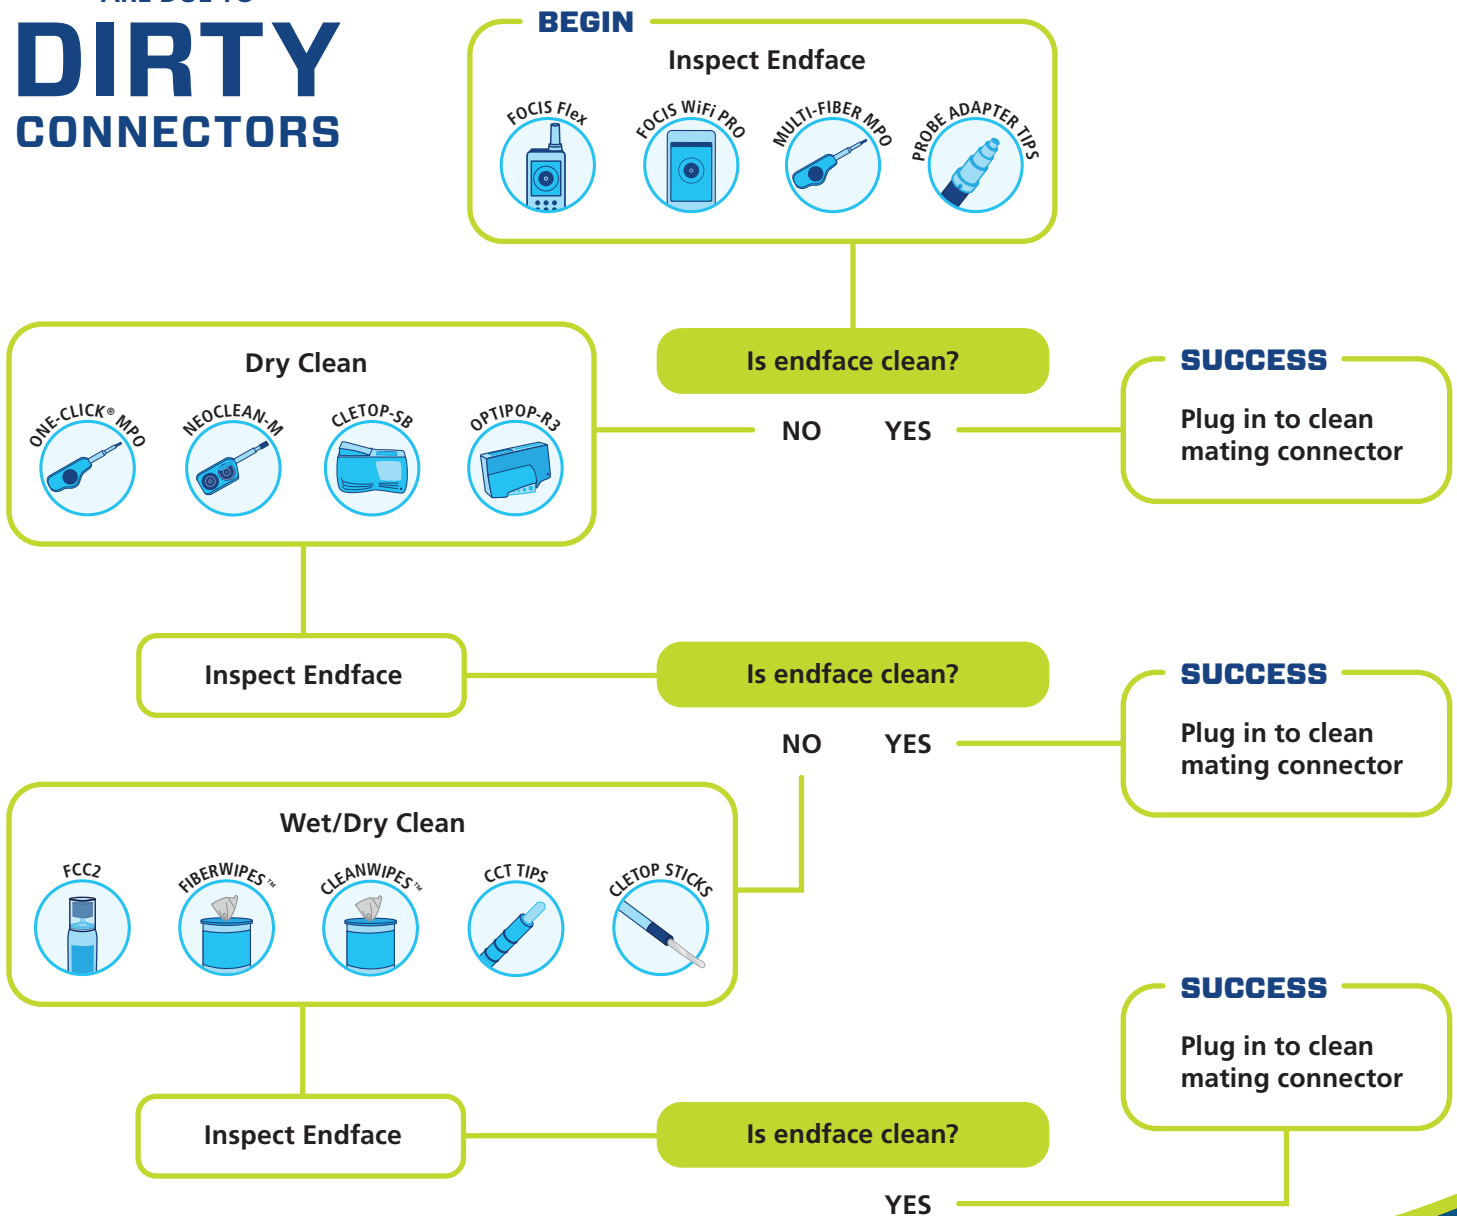 ARE DUE TO
DIRTY
CONNECTORS
BEGIN
Inspect Endface
FOCIS Flex
FOCIS WiFi PRO
MULTI-FIBER MPO
PROBE ADAPTER TIPS
Is endface clean?
NO YES
SUCCESS
Plug in to clean
mating connector
Dry Clean
ONE-CLICK® MPO
NEOCLEAN-M
CLETOP-SB
OPTIPOP-R3
Inspect Endface
Is endface clean?
NO YES
SUCCESS
Plug in to clean
mating connector
Wet/Dry Clean
FCC2
FIBERWIPES™
CLEANWIPES™
CCT TIPS
CLETOP STICKS
Inspect Endface
Is endface clean?
YES
SUCCESS
Plug in to clean
mating connector